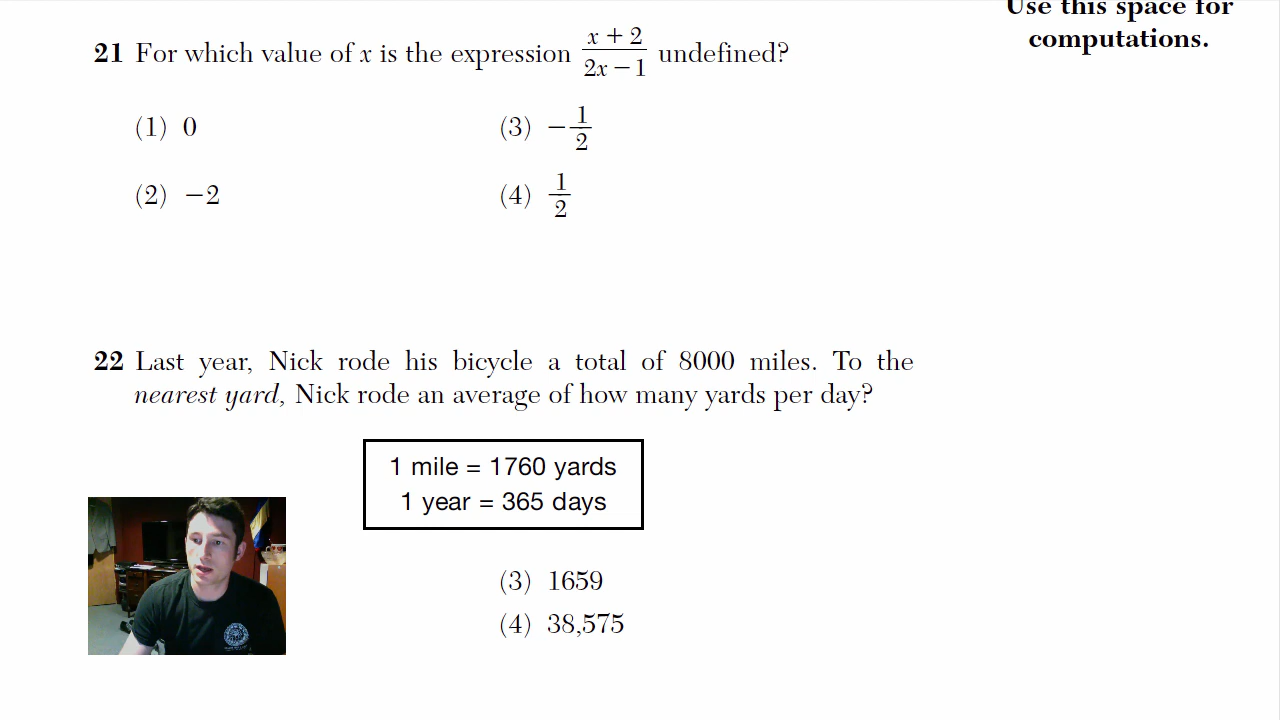 Use this space for
computations.
21 For which value of x is the expression \frac{x + 2}{2x − 1} undefined?
(1) 0
(3) −\frac{1}{2}
(2) −2
(4) \frac{1}{2}
22 Last year, Nick rode his bicycle a total of 8000 miles. To the
nearest yard, Nick rode an average of how many yards per day?
1 mile = 1760 yards
1 year = 365 days
(3) 1659
(4) 38,575